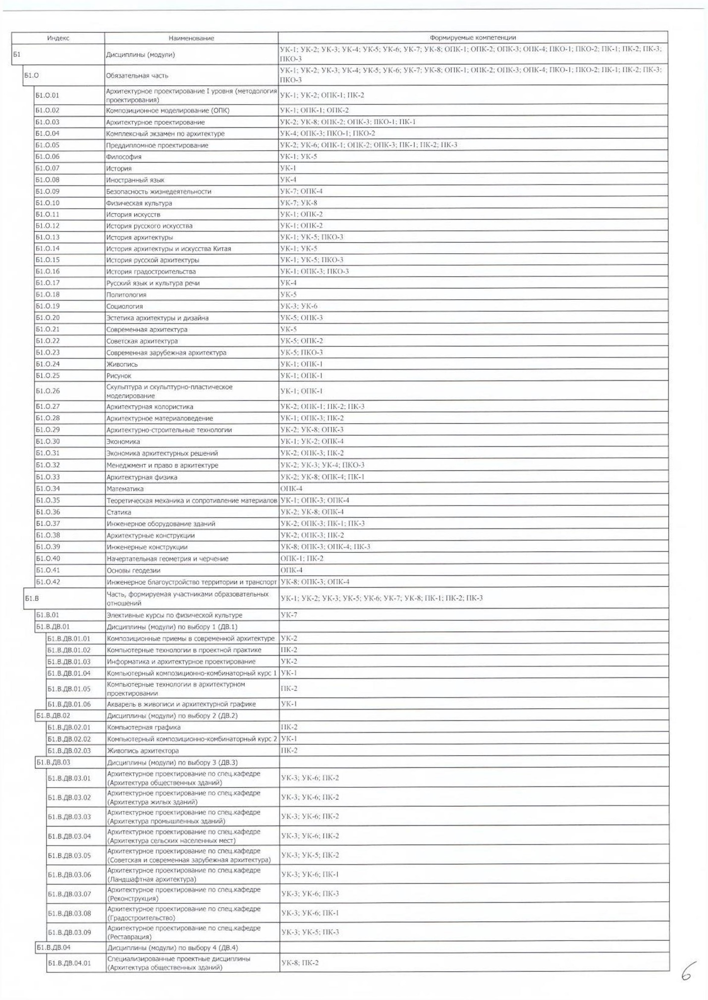 Индекс Наименование Формируемые компетенции
Б1 Дисциплины (модули) УК-1; УК-2; УК-3; УК-4; УК-5; УК-6; УК-7; УК-8; ОПК-1; ОПК-2; ОПК-3; ОПК-4; ПКО-1; ПКО-2; ПК-1; ПК-2; ПК-3;
ПКО-3
Б1.О Обязательная часть УК-1; УК-2; УК-3; УК-4; УК-5; УК-6; УК-7; УК-8; ОПК-1; ОПК-2; ОПК-3; ОПК-4; ПКО-1; ПКО-2; ПК-1; ПК-2; ПК-3;
ПКО-3
Б1.О.01 Архитектурное проектирование I уровня (методология
проектирования) УК-1; УК-2; ОПК-1; ПК-2
Б1.О.02 Композиционное моделирование (ОПК) УК-1; ОПК-1; ОПК-2
Б1.О.03 Архитектурное проектирование УК-2; УК-8; ОПК-2; ОПК-3; ПКО-1; ПК-1
Б1.О.04 Комплексный экзамен по архитектуре УК-4; ОПК-3; ПКО-1; ПКО-2
Б1.О.05 Преддипломное проектирование УК-2; УК-6; ОПК-1; ОПК-2; ОПК-3; ПК-1; ПК-2; ПК-3
Б1.О.06 Философия УК-1; УК-5
Б1.О.07 История УК-1
Б1.О.08 Иностранный язык УК-4
Б1.О.09 Безопасность жизнедеятельности УК-7; ОПК-4
Б1.О.10 Физическая культура УК-7; УК-8
Б1.О.11 История искусств УК-1; ОПК-2
Б1.О.12 История русского искусства УК-1; ОПК-2
Б1.О.13 История архитектуры УК-1; УК-5; ПКО-3
Б1.О.14 История архитектуры и искусства Китая УК-1; УК-5
Б1.О.15 История русской архитектуры УК-1; УК-5; ПКО-3
Б1.О.16 История градостроительства УК-1; ОПК-3; ПКО-3
Б1.О.17 Русский язык и культура речи УК-4
Б1.О.18 Политология УК-5
Б1.О.19 Социология УК-3; УК-6
Б1.О.20 Эстетика архитектуры и дизайна УК-5; ОПК-3
Б1.О.21 Современная архитектура УК-5
Б1.О.22 Советская архитектура УК-5; ОПК-2
Б1.О.23 Современная зарубежная архитектура УК-5; ПКО-3
Б1.О.24 Живопись УК-1; ОПК-1
Б1.О.25 Рисунок УК-1; ОПК-1
Б1.О.26 Скульптура и скульптурно-пластическое
моделирование УК-1; ОПК-1
Б1.О.27 Архитектурная колористика УК-2; ОПК-1; ПК-2; ПК-3
Б1.О.28 Архитектурное материаловедение УК-1; ОПК-3; ПК-2
Б1.О.29 Архитектурно-строительные технологии УК-2; УК-8; ОПК-3
Б1.О.30 Экономика УК-1; УК-2; ОПК-4
Б1.О.31 Экономика архитектурных решений УК-2; ОПК-3; ПК-2
Б1.О.32 Менеджмент и право в архитектуре УК-2; УК-3; УК-4; ПКО-3
Б1.О.33 Архитектурная физика УК-2; УК-8; ОПК-4; ПК-1
Б1.О.34 Математика ОПК-4
Б1.О.35 Теоретическая механика и сопротивление материалов УК-1; ОПК-3; ОПК-4
Б1.О.36 Статика УК-2; УК-8; ОПК-4
Б1.О.37 Инженерное оборудование зданий УК-2; ОПК-3; ПК-1; ПК-3
Б1.О.38 Архитектурные конструкции УК-2; ОПК-3; ПК-2
Б1.О.39 Инженерные конструкции УК-8; ОПК-3; ОПК-4; ПК-3
Б1.О.40 Начертательная геометрия и черчение ОПК-1; ПК-2
Б1.О.41 Основы геодезии ОПК-4
Б1.О.42 Инженерное благоустройство территории и транспорт УК-8; ОПК-3; ОПК-4
Б1.В Часть, формируемая участниками образовательных
отношений УК-1; УК-2; УК-3; УК-5; УК-6; УК-7; УК-8; ПК-1; ПК-2; ПК-3
Б1.В.01 Элективные курсы по физической культуре УК-7
Б1.В.ДВ.01 Дисциплины (модули) по выбору 1 (ДВ.1)
Б1.В.ДВ.01.01 Композиционные приемы в современной архитектуре УК-2
Б1.В.ДВ.01.02 Компьютерные технологии в проектной практике ПК-2
Б1.В.ДВ.01.03 Информатика и архитектурное проектирование УК-2
Б1.В.ДВ.01.04 Компьютерный композиционно-комбинаторный курс 1 УК-1
Б1.В.ДВ.01.05 Компьютерные технологии в архитектурном
проектировании ПК-2
Б1.В.ДВ.01.06 Акварель в живописи и архитектурной графике УК-1
Б1.В.ДВ.02 Дисциплины (модули) по выбору 2 (ДВ.2)
Б1.В.ДВ.02.01 Компьютерная графика ПК-2
Б1.В.ДВ.02.02 Компьютерный композиционно-комбинаторный курс 2 УК-1
Б1.В.ДВ.02.03 Живопись архитектора ПК-2
Б1.В.ДВ.03 Дисциплины (модули) по выбору 3 (ДВ.3)
Б1.В.ДВ.03.01 Архитектурное проектирование по спец.кафедре
(Архитектура общественных зданий) УК-3; УК-6; ПК-2
Б1.В.ДВ.03.02 Архитектурное проектирование по спец.кафедре
(Архитектура жилых зданий) УК-3; УК-6; ПК-2
Б1.В.ДВ.03.03 Архитектурное проектирование по спец.кафедре
(Архитектура промышленных зданий) УК-3; УК-6; ПК-2
Б1.В.ДВ.03.04 Архитектурное проектирование по спец.кафедре
(Архитектура сельских населенных мест) УК-3; УК-6; ПК-2
Б1.В.ДВ.03.05 Архитектурное проектирование по спец.кафедре
(Советская и современная зарубежная архитектура) УК-3; УК-5; ПК-2
Б1.В.ДВ.03.06 Архитектурное проектирование по спец.кафедре
(Ландшафтная архитектура) УК-3; УК-6; ПК-1
Б1.В.ДВ.03.07 Архитектурное проектирование по спец.кафедре
(Реконструкция) УК-3; УК-6; ПК-3
Б1.В.ДВ.03.08 Архитектурное проектирование по спец.кафедре
(Градостроительство) УК-3; УК-6; ПК-1
Б1.В.ДВ.03.09 Архитектурное проектирование по спец.кафедре
(Реставрация) УК-3; УК-5; ПК-3
Б1.В.ДВ.04 Дисциплины (модули) по выбору 4 (ДВ.4)
Б1.В.ДВ.04.01 Специализированные проектные дисциплины
(Архитектура общественных зданий) УК-8; ПК-2
6